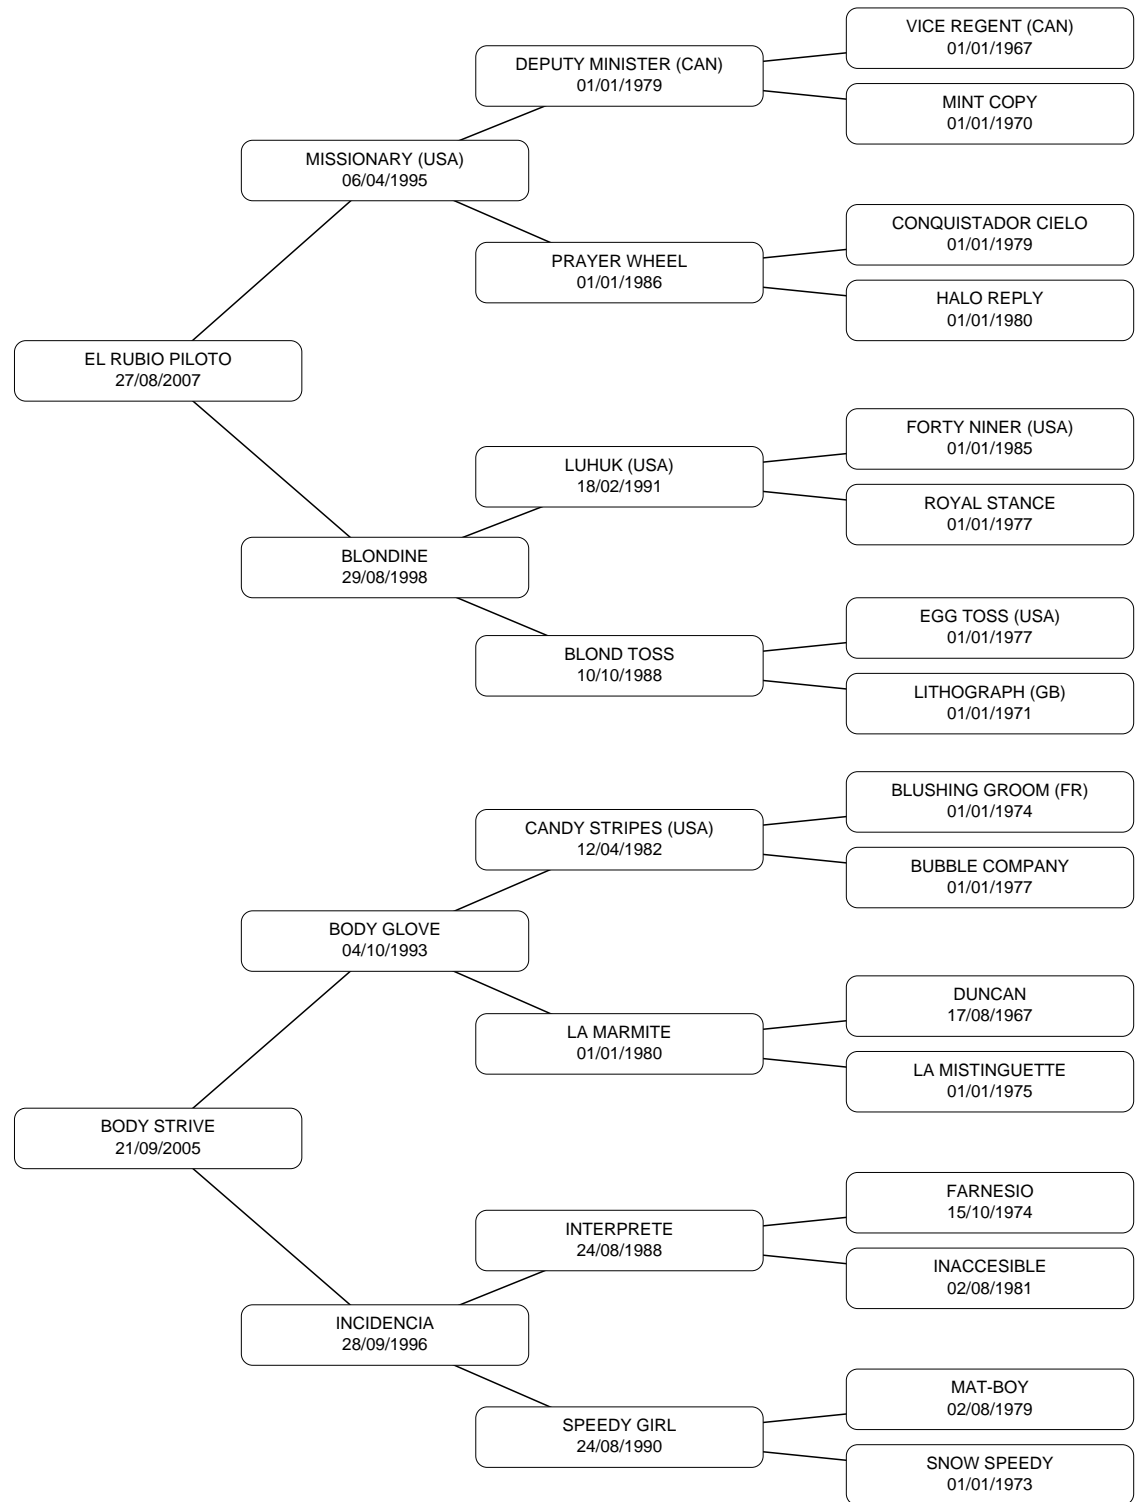 VICE REGENT (CAN)
01/01/1967
DEPUTY MINISTER (CAN)
01/01/1979
MINT COPY
01/01/1970
MISSIONARY (USA)
06/04/1995
CONQUISTADOR CIELO
01/01/1979
PRAYER WHEEL
01/01/1986
HALO REPLY
01/01/1980
EL RUBIO PILOTO
27/08/2007
FORTY NINER (USA)
01/01/1985
LUHUK (USA)
18/02/1991
ROYAL STANCE
01/01/1977
BLONDINE
29/08/1998
EGG TOSS (USA)
01/01/1977
BLOND TOSS
10/10/1988
LITHOGRAPH (GB)
01/01/1971
BLUSHING GROOM (FR)
01/01/1974
CANDY STRIPES (USA)
12/04/1982
BUBBLE COMPANY
01/01/1977
BODY GLOVE
04/10/1993
DUNCAN
17/08/1967
LA MARMITE
01/01/1980
LA MISTINGUETTE
01/01/1975
BODY STRIVE
21/09/2005
FARNESIO
15/10/1974
INTERPRETE
24/08/1988
INACCESIBLE
02/08/1981
INCIDENCIA
28/09/1996
MAT-BOY
02/08/1979
SPEEDY GIRL
24/08/1990
SNOW SPEEDY
01/01/1973